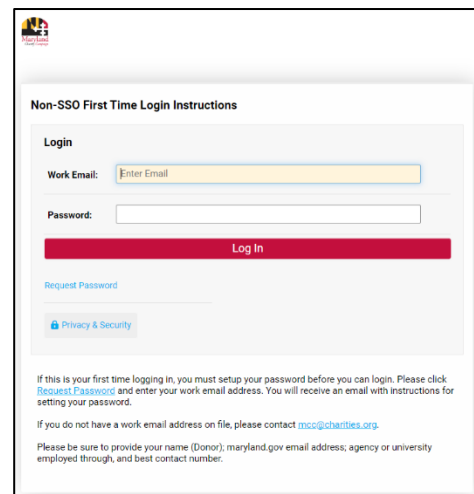 Maryland
Charity Campaign
Non-SSO First Time Login Instructions
Login
Work Email:
Enter Email
Password:
Log In
Request Password
Privacy & Security
If this is your first time logging in, you must setup your password before you can login. Please click
Request Password and enter your work email address. You will receive an email with instructions for
setting your password.
If you do not have a work email address on file, please contact mcc@charities.org.
Please be sure to provide your name (Donor); maryland.gov email address; agency or university
employed through, and best contact number.